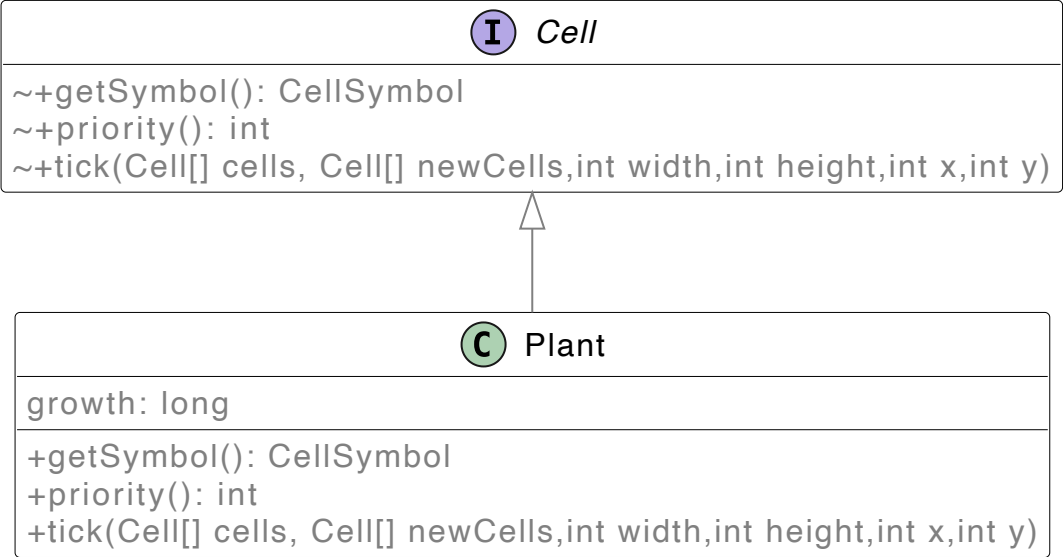 I Cell
~+getSymbol(): CellSymbol
~+priority(): int
~+tick(Cell[] cells, Cell[] newCells,int width,int height,int x,int y)
C Plant
growth: long
+getSymbol(): CellSymbol
+priority(): int
+tick(Cell[] cells, Cell[] newCells,int width,int height,int x,int y)